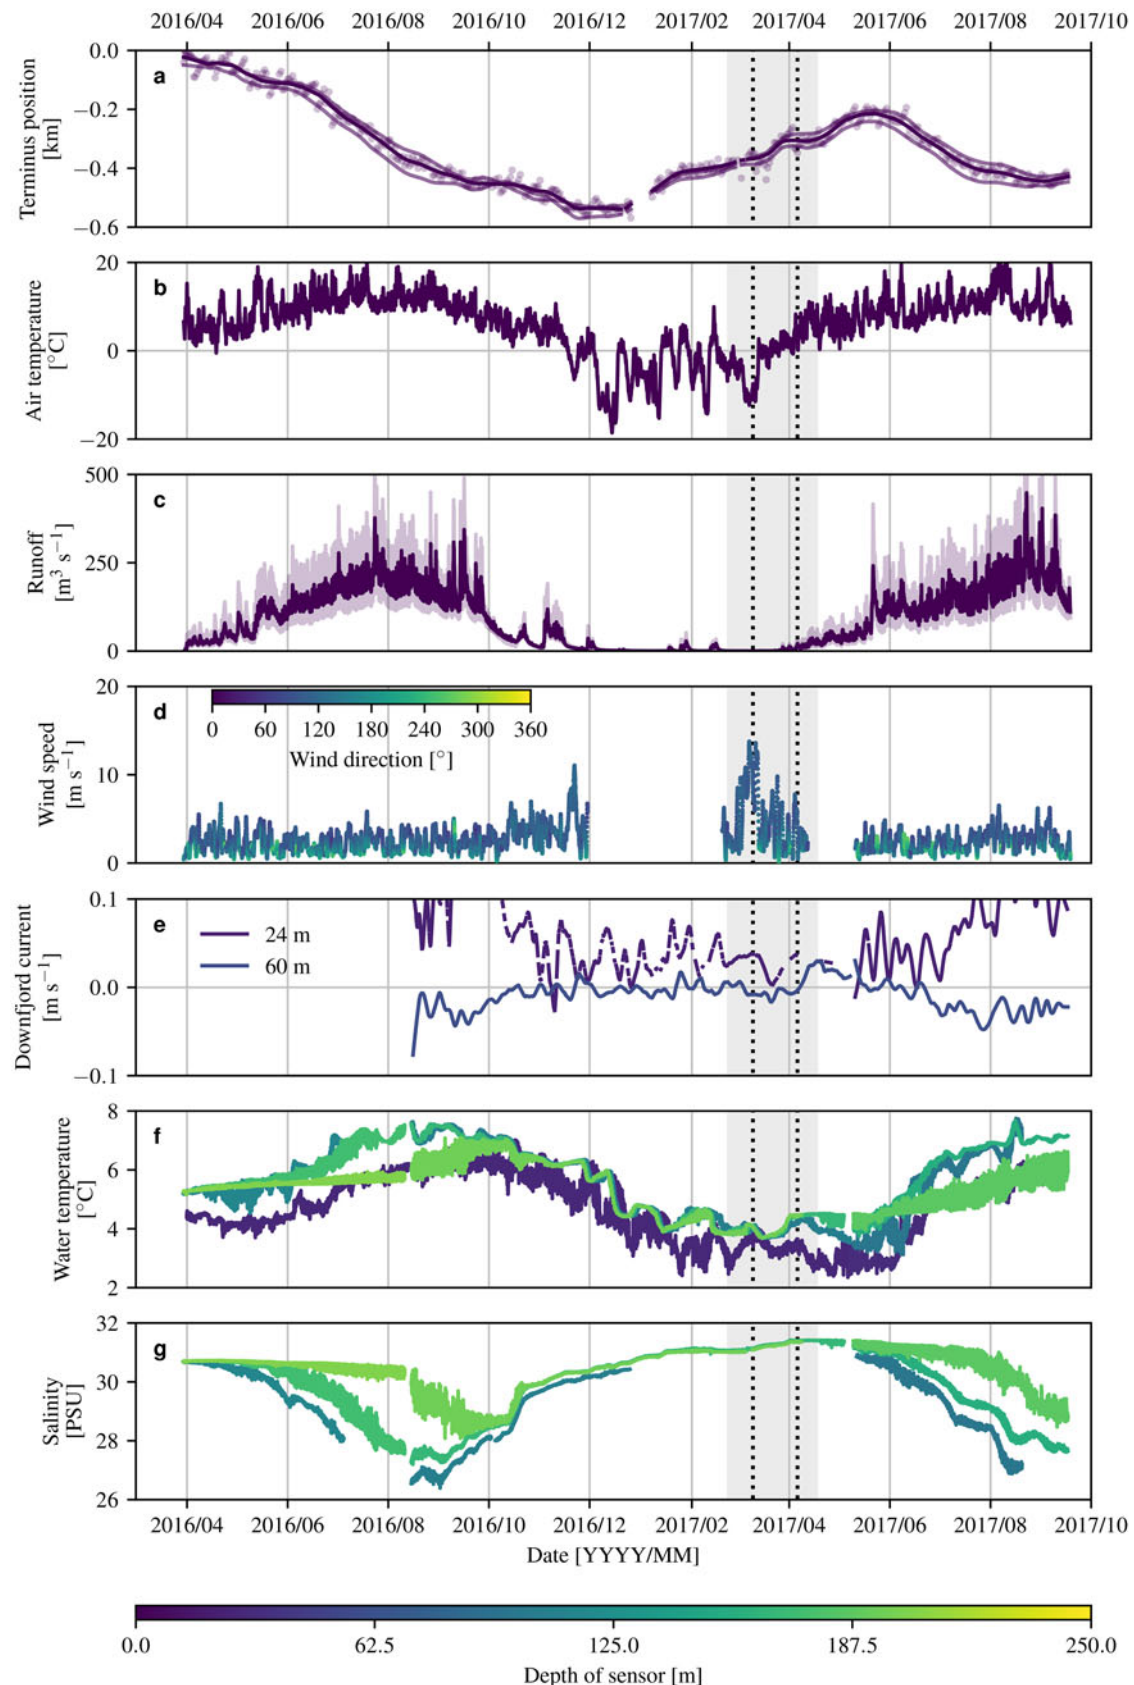 2016/04 2016/06 2016/08 2016/10 2016/12 2017/02 2017/04 2017/06 2017/08 2017/10
a
Terminus position
[km]
0.0
−0.2
−0.4
−0.6
b
Air temperature
[°C]
20
0
−20
c
Runoff
[m³ s⁻¹]
500
250
0
d
Wind speed
[m s⁻¹]
20
10
0
0 60 120 180 240 300 360
Wind direction [°]
e
Downfjord current
[m s⁻¹]
0.1
0.0
−0.1
24 m
60 m
f
Water temperature
[°C]
8
6
4
2
g
Salinity
[PSU]
32
30
28
26
2016/04 2016/06 2016/08 2016/10 2016/12 2017/02 2017/04 2017/06 2017/08 2017/10
Date [YYYY/MM]
0.0 62.5 125.0 187.5 250.0
Depth of sensor [m]